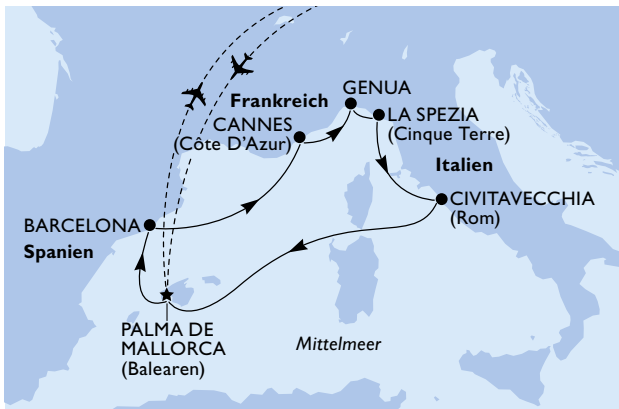 GENUA
Frankreich
CANNES
(Côte D'Azur)
LA SPEZIA
(Cinque Terre)
Italien
CIVITAVECCHIA
(Rom)
BARCELONA
Spanien
PALMA DE
MALLORCA
(Balearen)
Mittelmeer